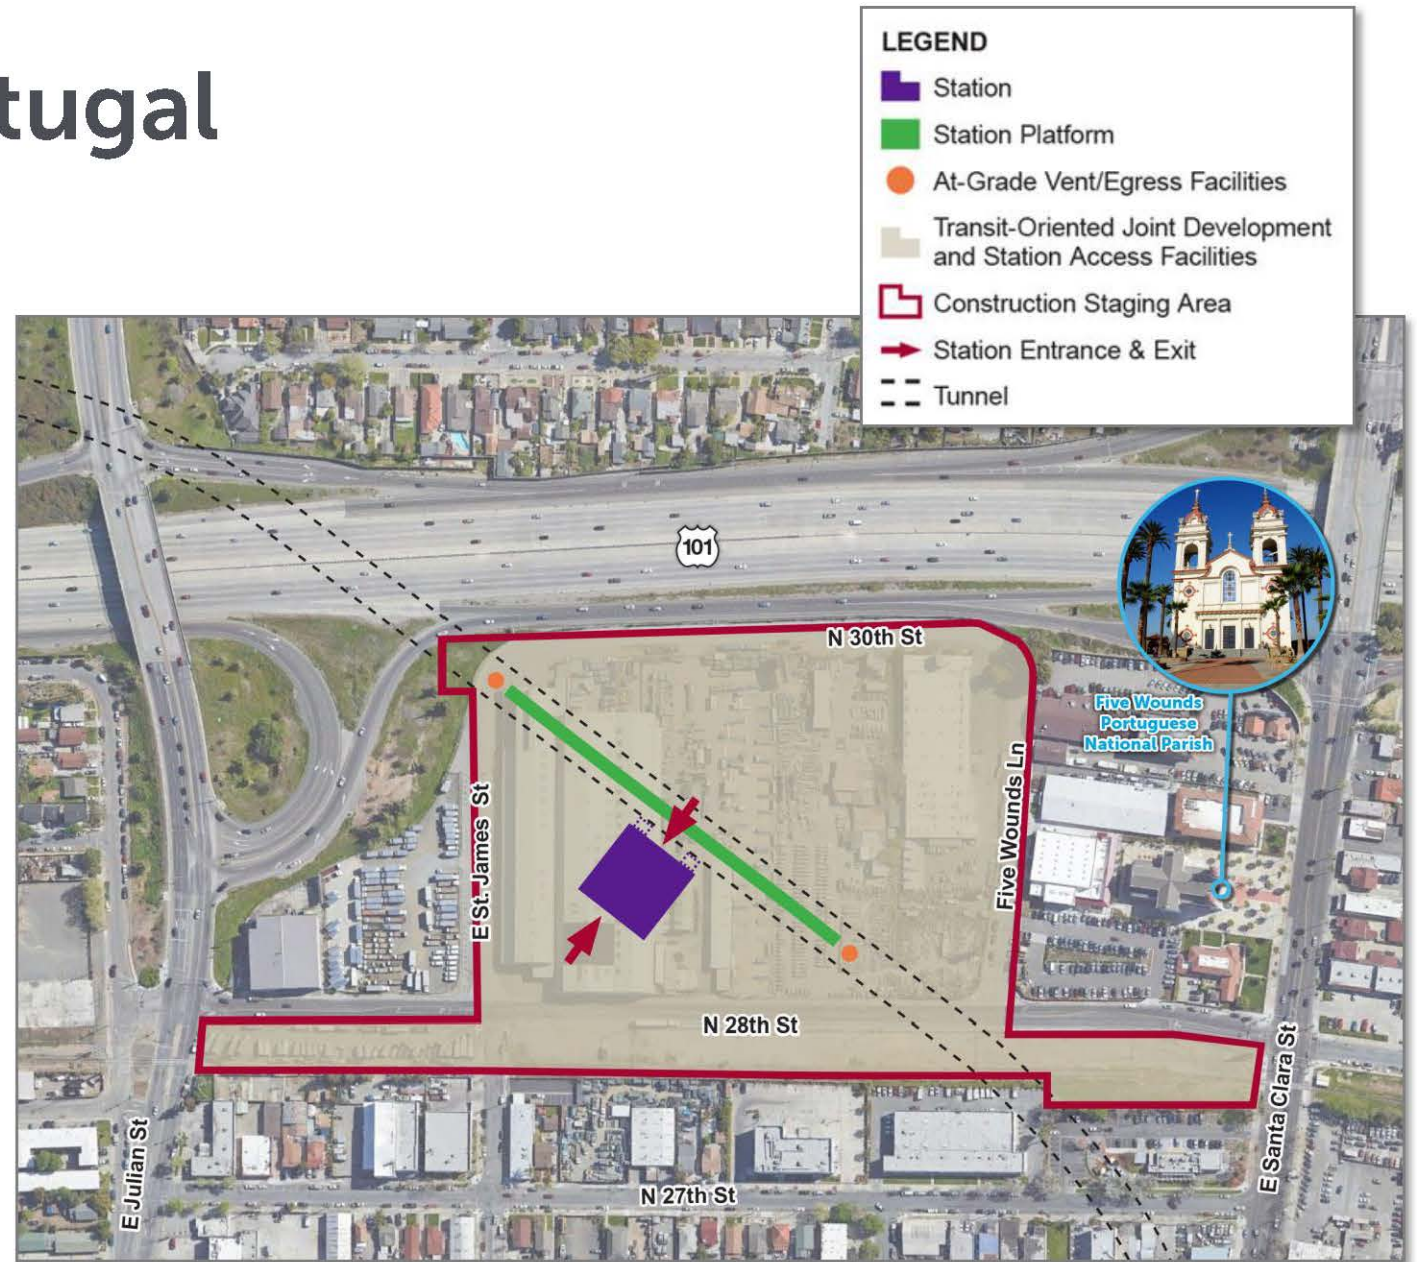 tugal
LEGEND
Station
Station Platform
At-Grade Vent/Egress Facilities
Transit-Oriented Joint Development
and Station Access Facilities
Construction Staging Area
Station Entrance & Exit
Tunnel
101
N 30th St
Five Wounds
Portuguese
National Parish
E St. James St
Five Wounds Ln
N 28th St
E Julian St
N 27th St
E Santa Clara St